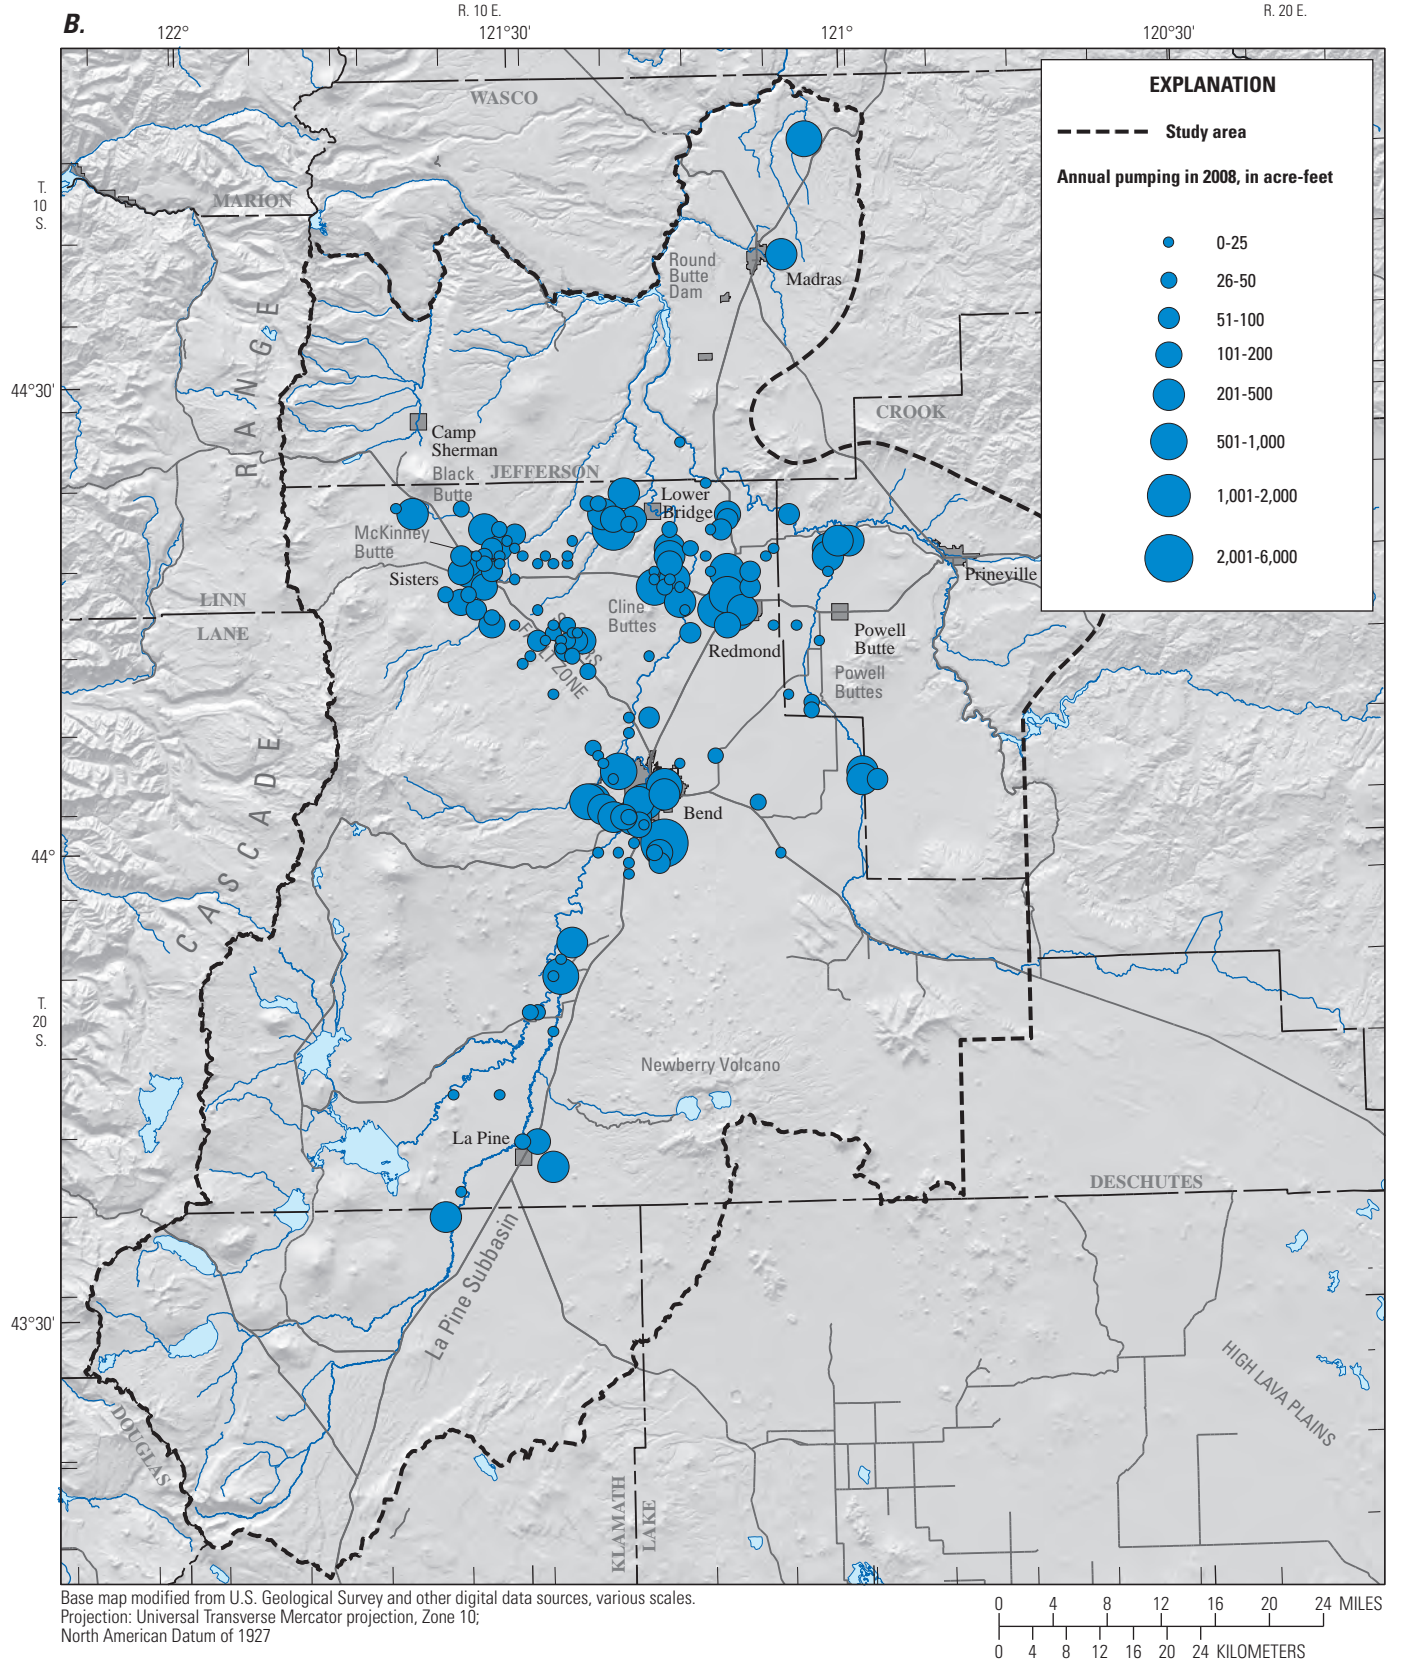 B.
R. 10 E.
R. 20 E.
122°
121°30'
121°
120°30'
EXPLANATION
Study area
Annual pumping in 2008, in acre-feet
0-25
26-50
51-100
101-200
201-500
501-1,000
1,001-2,000
2,001-6,000
WASCO
T.
10
S.
MARION
Round
Butte
Dam
Madras
RANGE
44°30'
CROOK
Camp
Sherman
JEFFERSON
Black
Butte
Lower
Bridge
McKinney
Butte
Sisters
Prineville
LINN
LANE
Cline
Buttes
Powell
Butte
Redmond
FAULT ZONE
Powell
Buttes
CASCADE
Bend
44°
T.
20
S.
Newberry Volcano
La Pine
DESCHUTES
La Pine Subbasin
43°30'
HIGH LAVA PLAINS
DOUGLAS
KLAMATH
LAKE
Base map modified from U.S. Geological Survey and other digital data sources, various scales.
Projection: Universal Transverse Mercator projection, Zone 10;
North American Datum of 1927
0 4 8 12 16 20 24 MILES
0 4 8 12 16 20 24 KILOMETERS